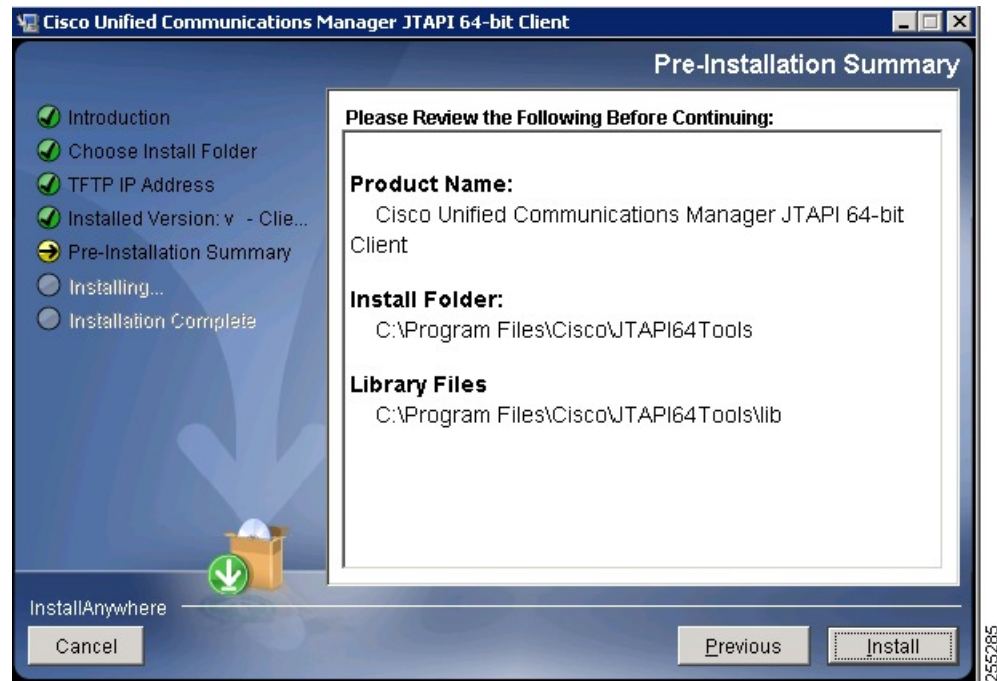 Cisco Unified Communications Manager JTAPI 64-bit Client
Pre-Installation Summary
Introduction
Choose Install Folder
TFTP IP Address
Installed Version: v - Clie...
Pre-Installation Summary
Installing...
Installation Complete
Please Review the Following Before Continuing:
Product Name:
Cisco Unified Communications Manager JTAPI 64-bit
Client
Install Folder:
C:\Program Files\Cisco\JTAPI64Tools
Library Files
C:\Program Files\Cisco\JTAPI64Tools\lib
InstallAnywhere
Cancel
Previous
Install
255285